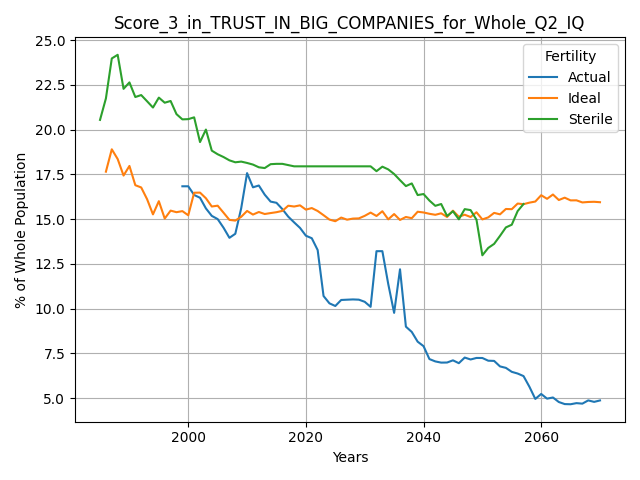 Score_3_in_TRUST_IN_BIG_COMPANIES_for_Whole_Q2_IQ
25.0
22.5
20.0
17.5
15.0
12.5
10.0
7.5
5.0
% of Whole Population
Fertility
Actual
Ideal
Sterile
2000
2020
2040
2060
Years